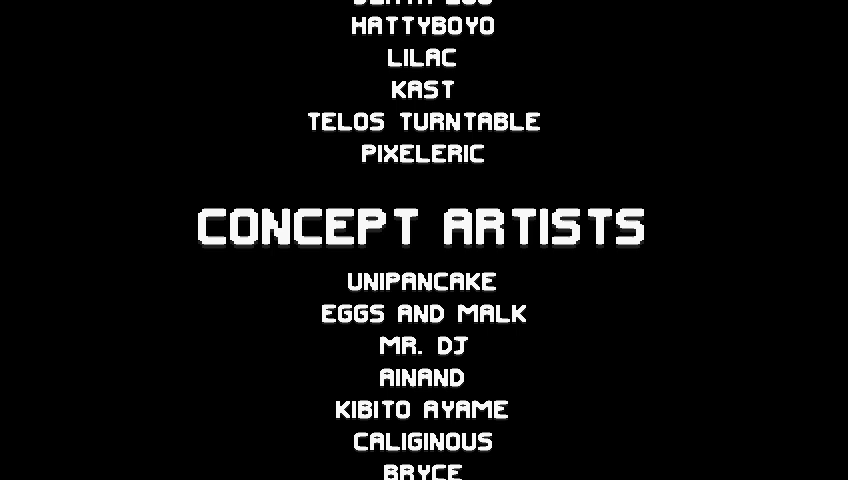 HATTYBOYO
LILAC
KAST
TELOS TURNTABLE
PIXELERIC
CONCEPT ARTISTS
UNIPANCAKE
EGGS AND MALK
MR. DJ
AINAND
KIBITO AYAME
CALIGINOUS
BRYCE